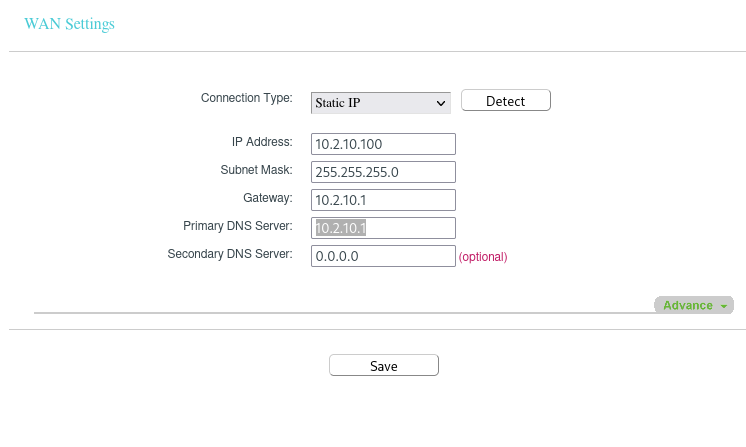 WAN Settings
Connection Type: Static IP Detect
IP Address: 10.2.10.100
Subnet Mask: 255.255.255.0
Gateway: 10.2.10.1
Primary DNS Server: 10.2.10.1
Secondary DNS Server: 0.0.0.0 (optional)
Advance
Save